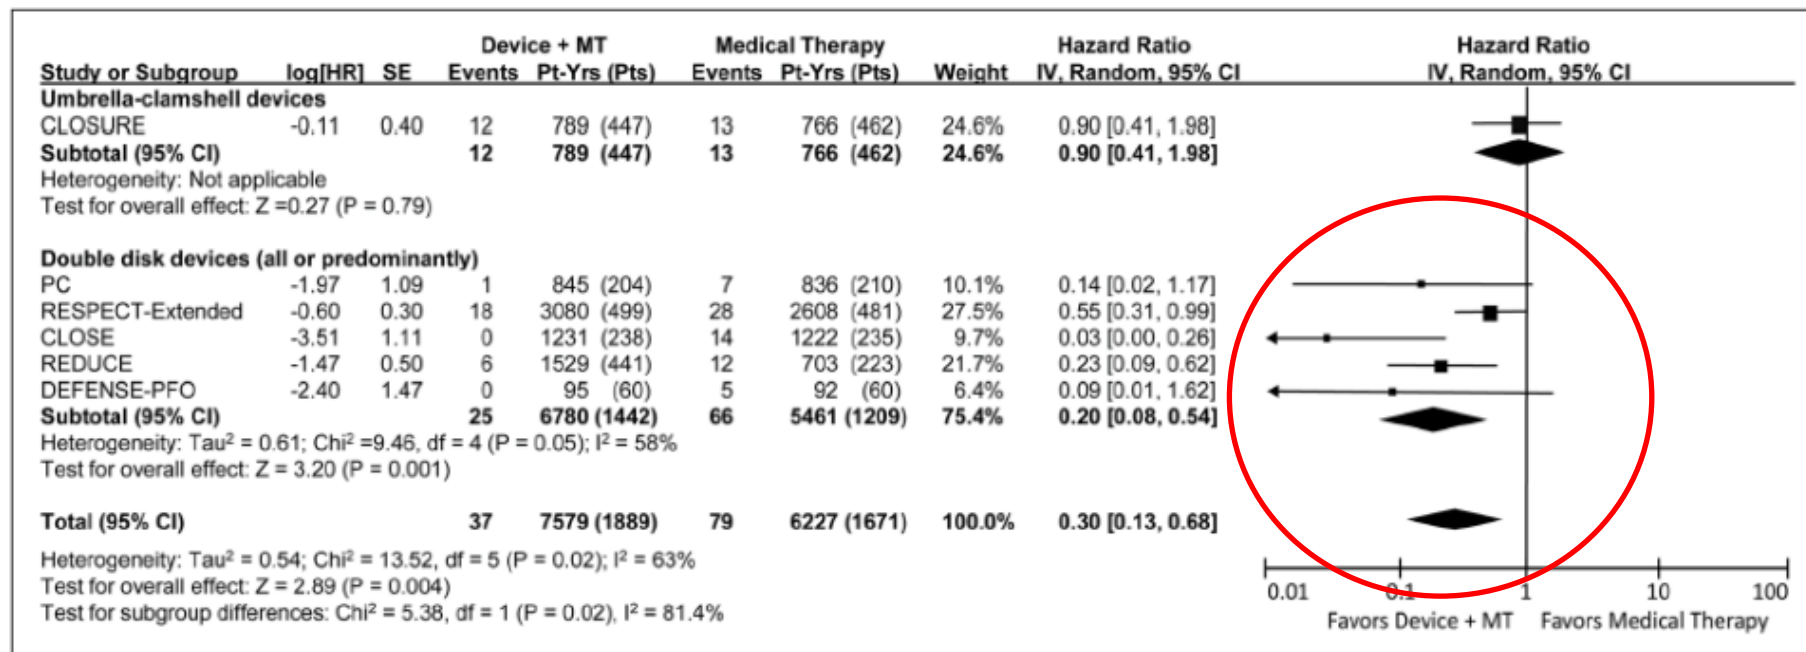 Device + MT Medical Therapy Hazard Ratio Hazard Ratio
Study or Subgroup log[HR] SE Events Pt-Yrs (Pts) Events Pt-Yrs (Pts) Weight IV, Random, 95% CI IV, Random, 95% CI
Umbrella-clamshell devices
CLOSURE -0.11 0.40 12 789 (447) 13 766 (462) 24.6% 0.90 [0.41, 1.98]
Subtotal (95% CI) 12 789 (447) 13 766 (462) 24.6% 0.90 [0.41, 1.98]
Heterogeneity: Not applicable
Test for overall effect: Z =0.27 (P = 0.79)
Double disk devices (all or predominantly)
PC -1.97 1.09 1 845 (204) 7 836 (210) 10.1% 0.14 [0.02, 1.17]
RESPECT-Extended -0.60 0.30 18 3080 (499) 28 2608 (481) 27.5% 0.55 [0.31, 0.99]
CLOSE -3.51 1.11 0 1231 (238) 14 1222 (235) 9.7% 0.03 [0.00, 0.26]
REDUCE -1.47 0.50 6 1529 (441) 12 703 (223) 21.7% 0.23 [0.09, 0.62]
DEFENSE-PFO -2.40 1.47 0 95 (60) 5 92 (60) 6.4% 0.09 [0.01, 1.62]
Subtotal (95% CI) 25 6780 (1442) 66 5461 (1209) 75.4% 0.20 [0.08, 0.54]
Heterogeneity: Tau² = 0.61; Chi² =9.46, df = 4 (P = 0.05); I² = 58%
Test for overall effect: Z = 3.20 (P = 0.001)
Total (95% CI) 37 7579 (1889) 79 6227 (1671) 100.0% 0.30 [0.13, 0.68]
Heterogeneity: Tau² = 0.54; Chi² = 13.52, df = 5 (P = 0.02); I² = 63%
Test for overall effect: Z = 2.89 (P = 0.004)
Test for subgroup differences: Chi² = 5.38, df = 1 (P = 0.02), I² = 81.4%
0.01 0.1 1 10 100
Favors Device + MT Favors Medical Therapy